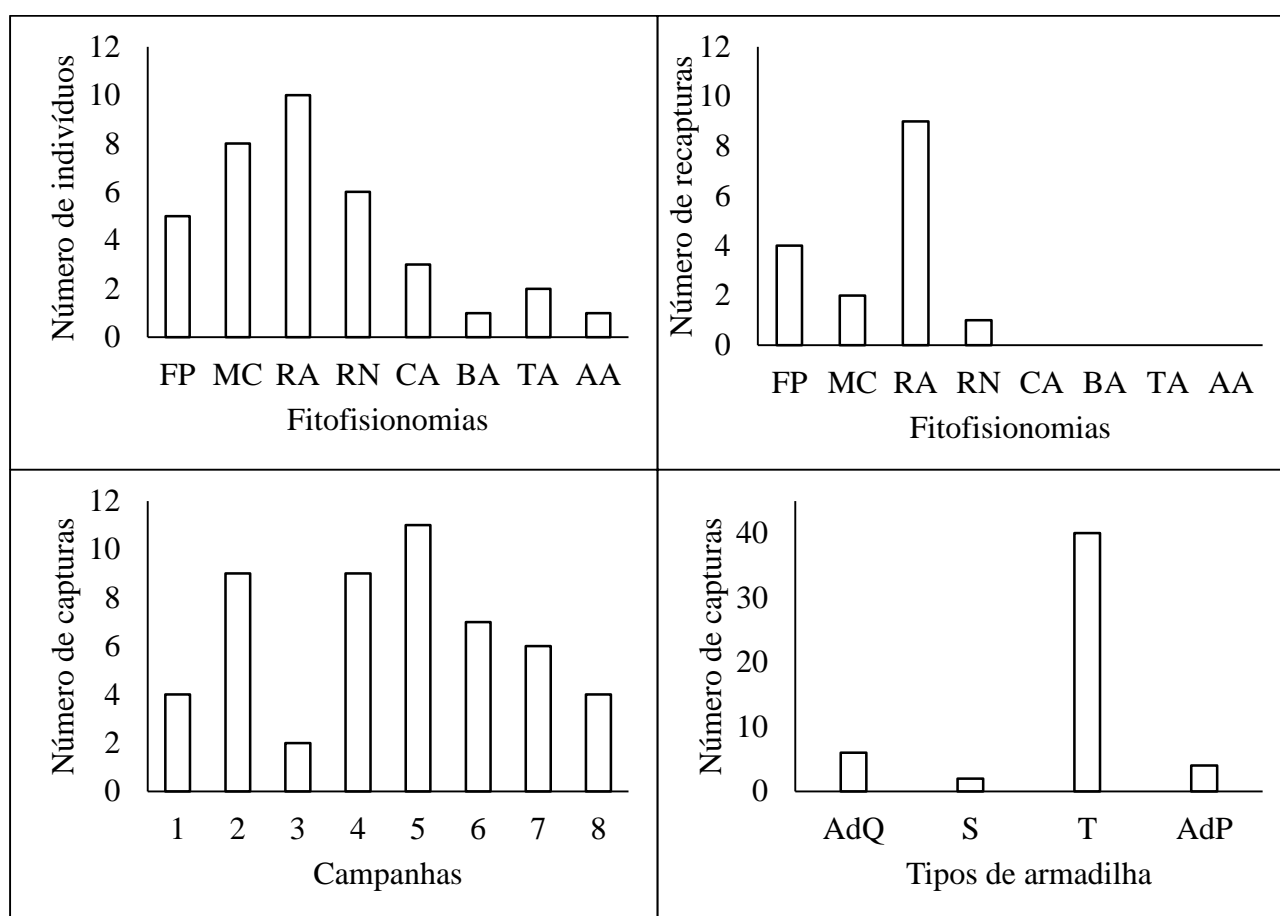 Número de indivíduos
12
10
8
6
4
2
0
FP MC RA RN CA BA TA AA
Fitofisionomias
Número de recapturas
12
10
8
6
4
2
0
FP MC RA RN CA BA TA AA
Fitofisionomias
Número de capturas
12
10
8
6
4
2
0
1 2 3 4 5 6 7 8
Campanhas
Número de capturas
40
30
20
10
0
AdQ S T AdP
Tipos de armadilha